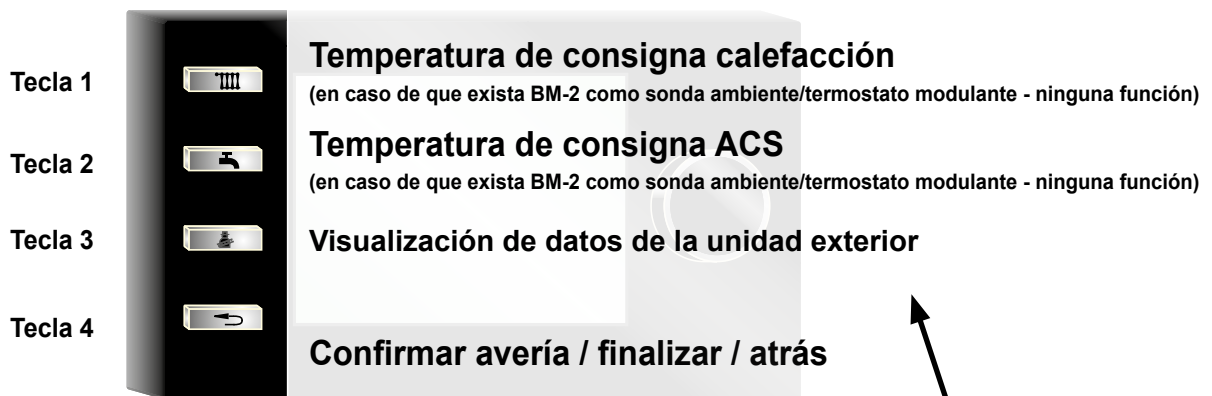 Tecla 1
Temperatura de consigna calefacción
(en caso de que exista BM-2 como sonda ambiente/termostato modulante - ninguna función)
Tecla 2
Temperatura de consigna ACS
(en caso de que exista BM-2 como sonda ambiente/termostato modulante - ninguna función)
Tecla 3
Visualización de datos de la unidad exterior
Tecla 4
Confirmar avería / finalizar / atrás